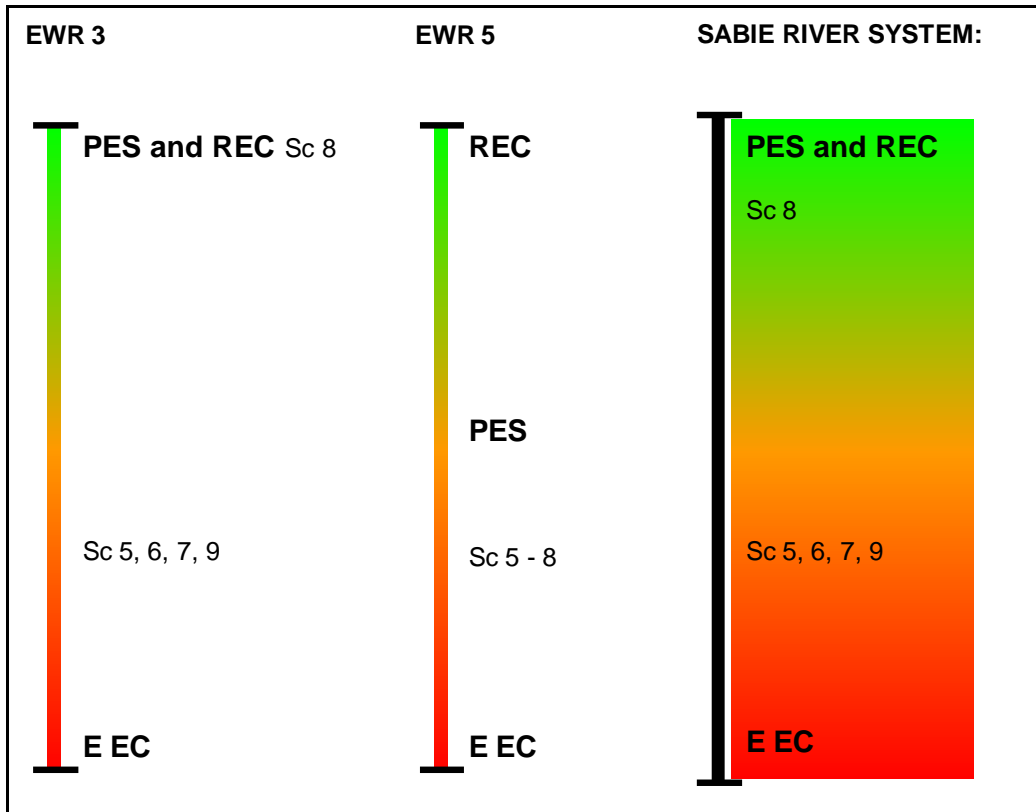 EWR 3
PES and REC Sc 8
Sc 5, 6, 7, 9
E EC
EWR 5
REC
PES
Sc 5 - 8
E EC
SABIE RIVER SYSTEM:
PES and REC
Sc 8
Sc 5, 6, 7, 9
E EC